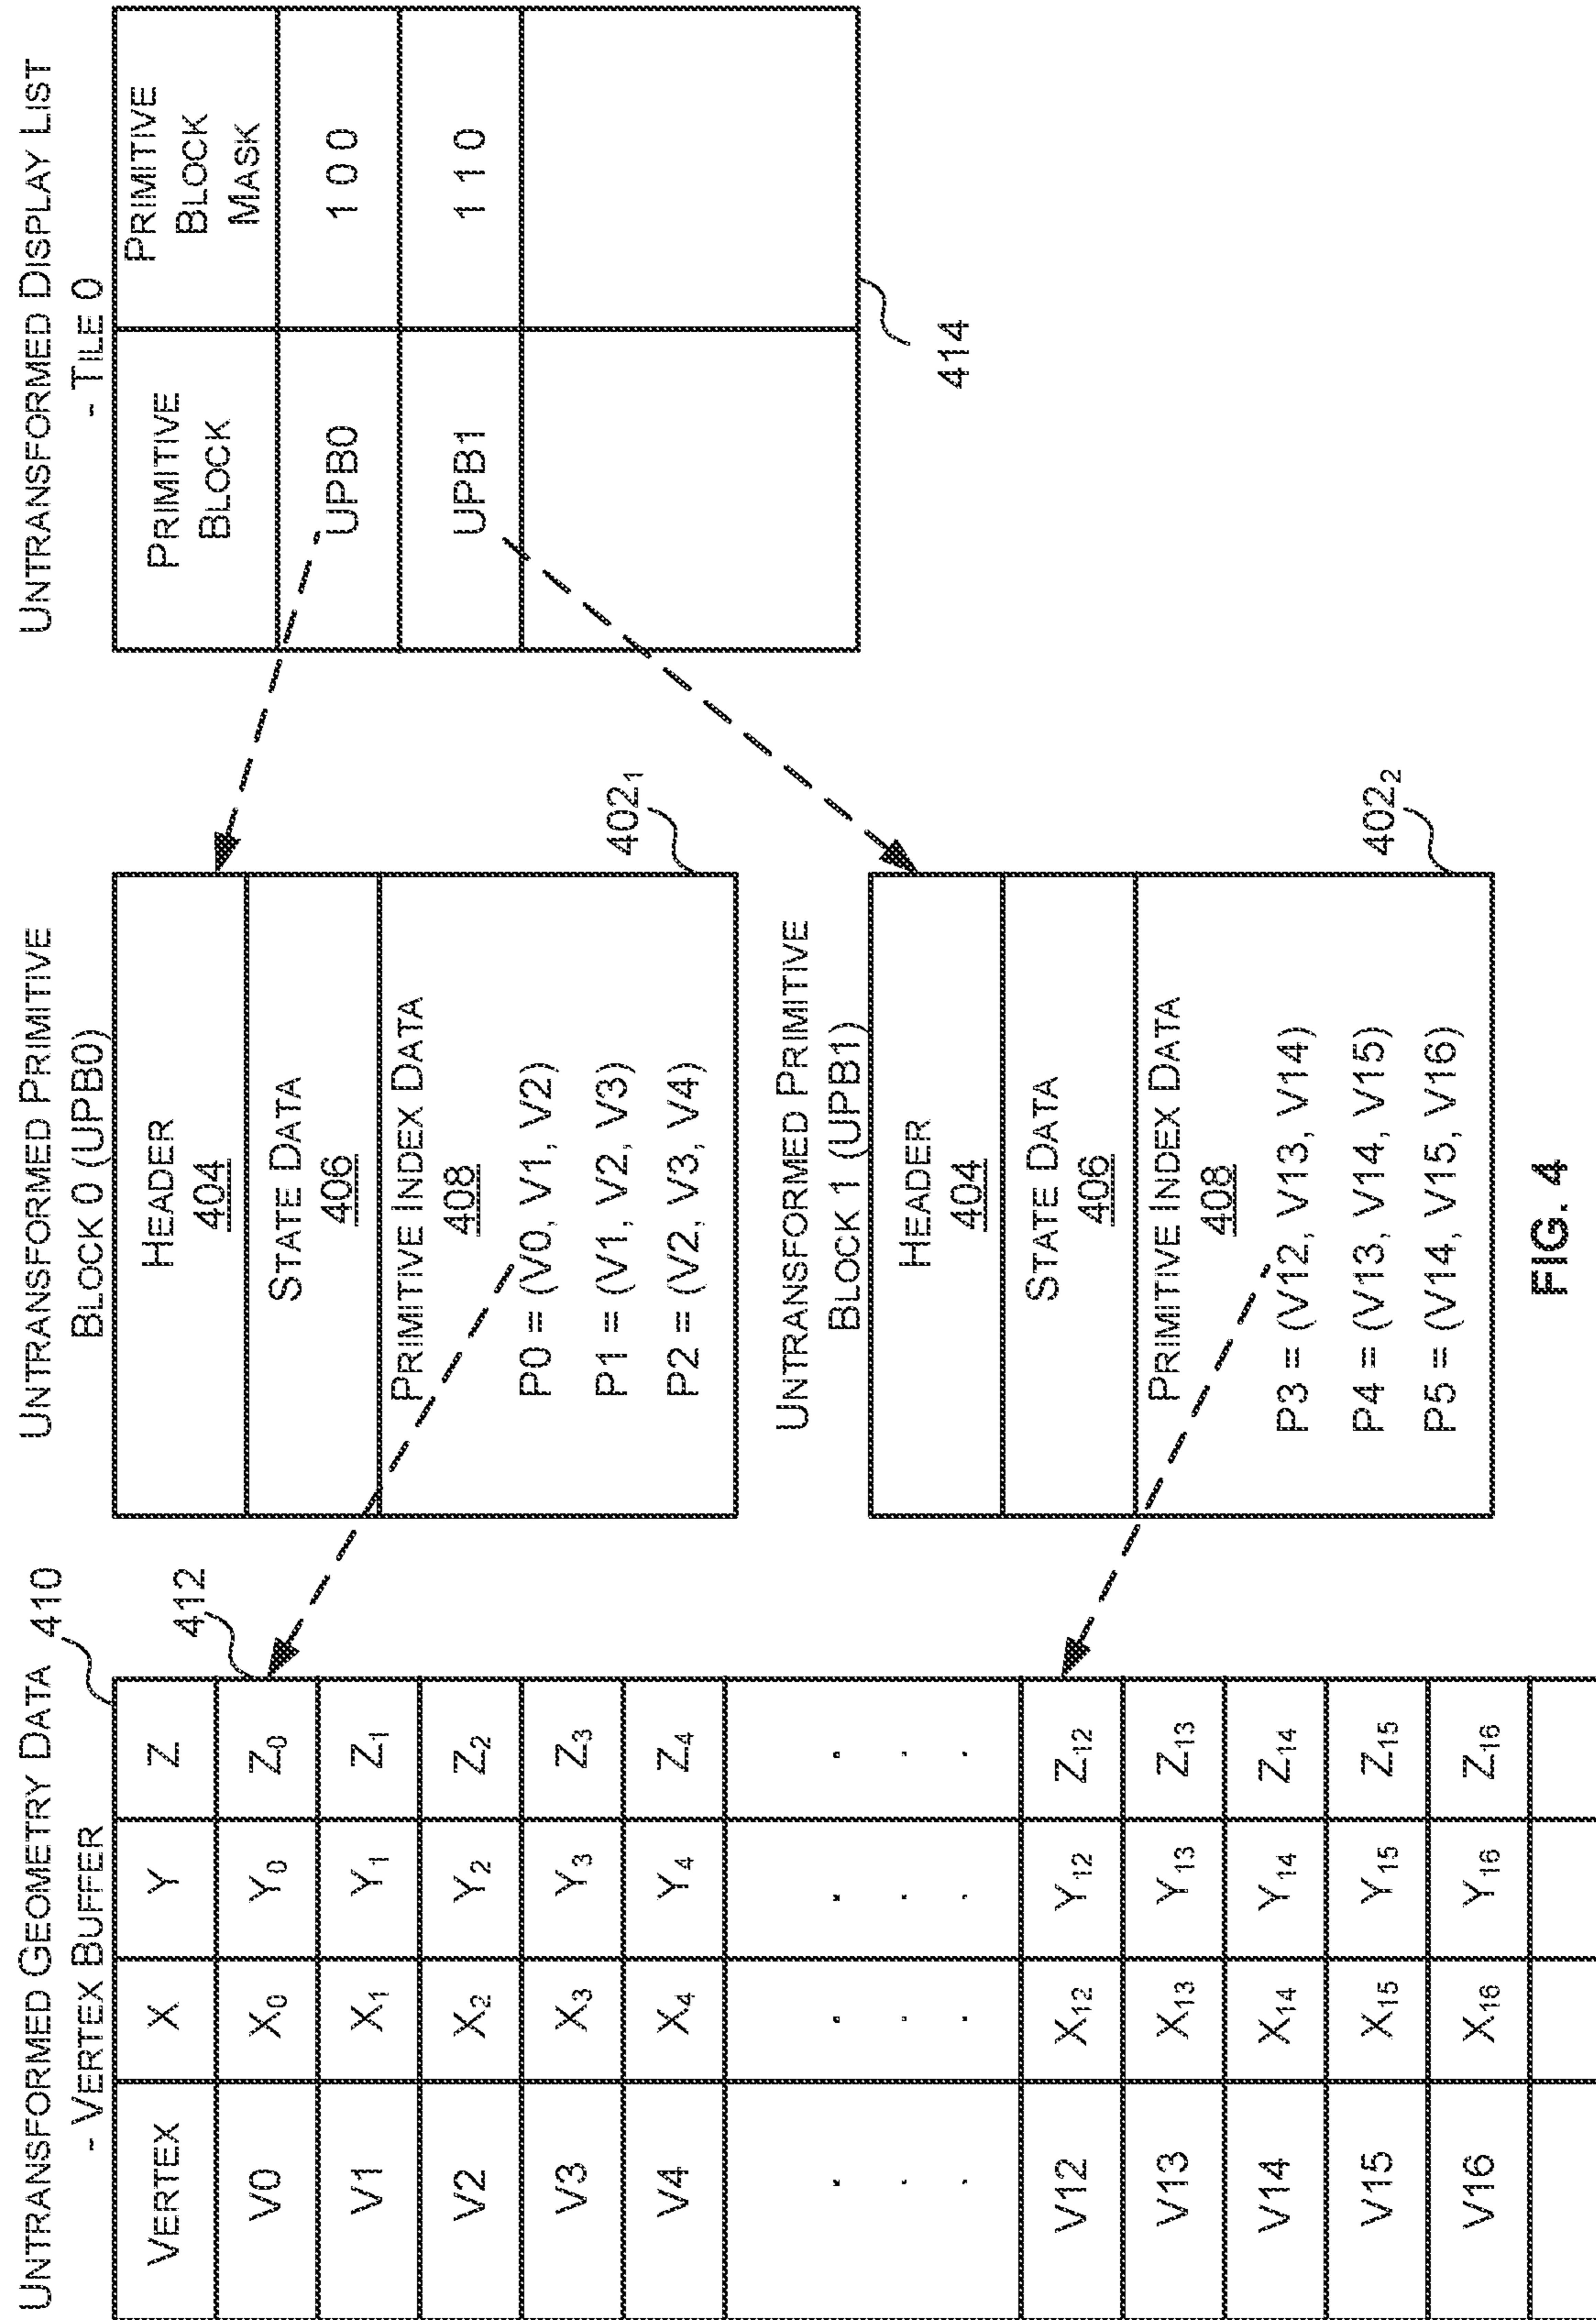 UNTRANSFORMED GEOMETRY DATA 410
- VERTEX BUFFER
412
VERTEX X Y Z
V0 X0 Y0 Z0
V1 X1 Y1 Z1
V2 X2 Y2 Z2
V3 X3 Y3 Z3
V4 X4 Y4 Z4
. . . .
. . . .
. . . .
V12 X12 Y12 Z12
V13 X13 Y13 Z13
V14 X14 Y14 Z14
V15 X15 Y15 Z15
V16 X16 Y16 Z16
UNTRANSFORMED PRIMITIVE
BLOCK 0 (UPB0)
HEADER
404
STATE DATA
406
PRIMITIVE INDEX DATA
408
P0 = (V0, V1, V2)
P1 = (V1, V2, V3)
P2 = (V2, V3, V4)
4021
UNTRANSFORMED PRIMITIVE
BLOCK 1 (UPB1)
HEADER
404
STATE DATA
406
PRIMITIVE INDEX DATA
408
P3 = (V12, V13, V14)
P4 = (V13, V14, V15)
P5 = (V14, V15, V16)
4022
UNTRANSFORMED DISPLAY LIST
- TILE 0
PRIMITIVE
BLOCK
PRIMITIVE
BLOCK
MASK
UPB0 1 0 0
UPB1 1 1 0
414
FIG. 4